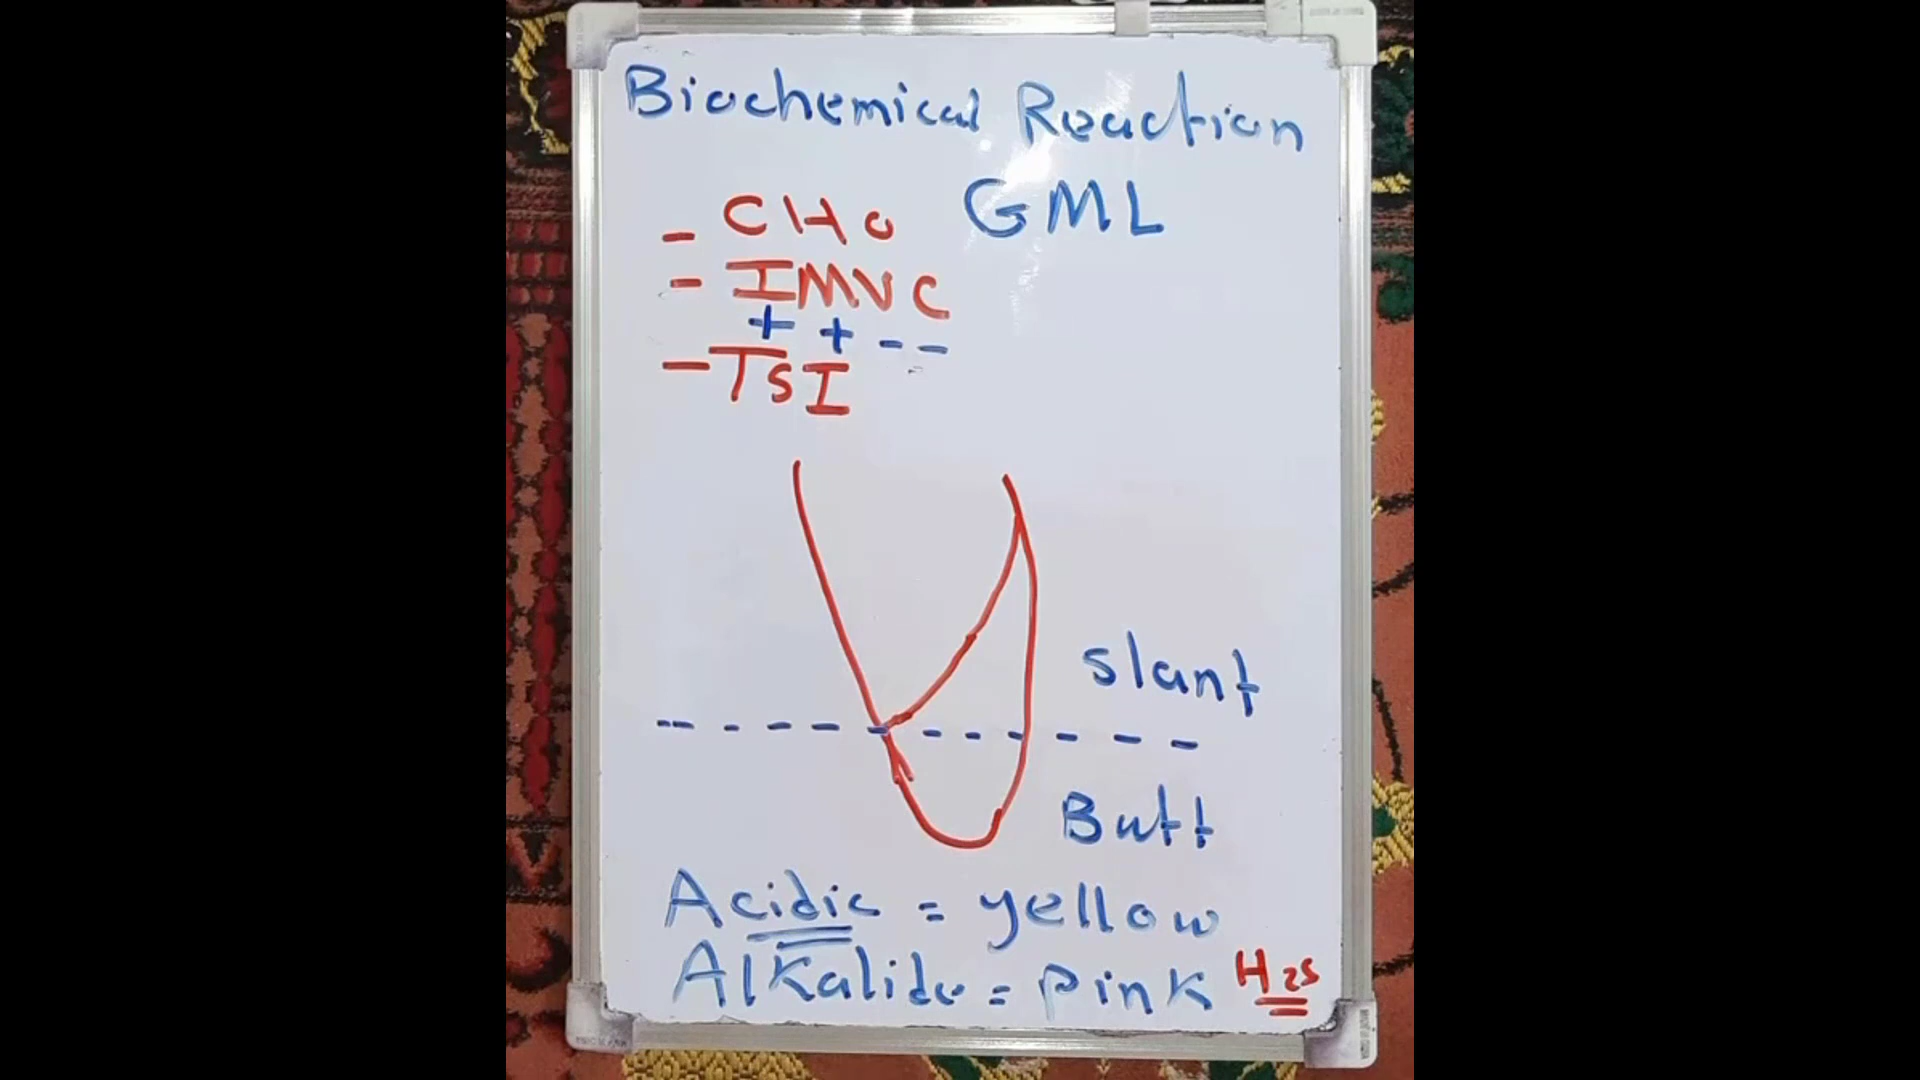 Biochemical Reaction
- CHO GML
- IMVC
+ + - -
- TSI
slant
Butt
Acidic = yellow
Alkalide = pink H2S